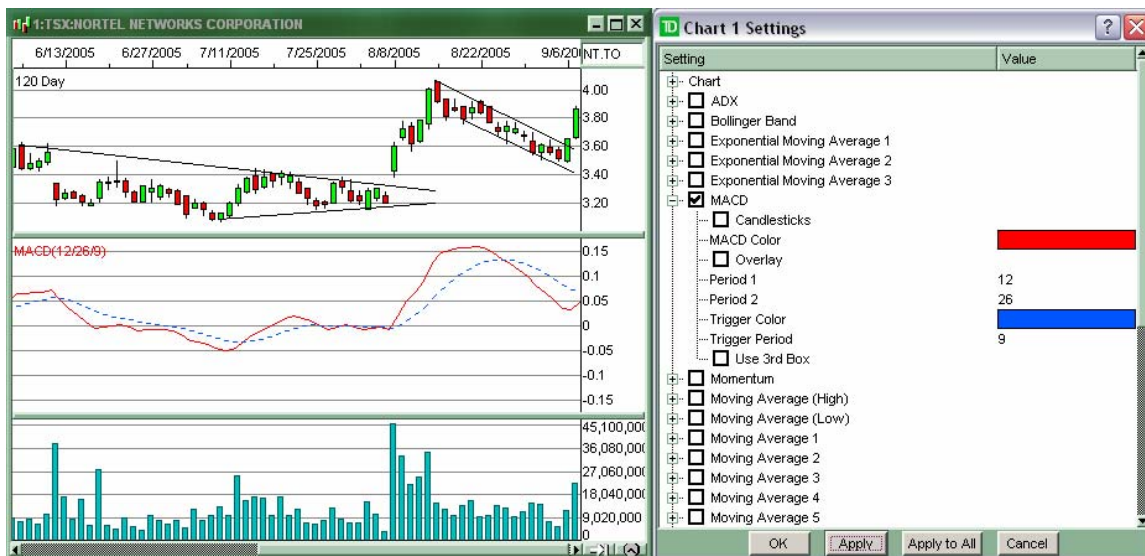 1:TSX:NORTEL NETWORKS CORPORATION
6/13/2005 6/27/2005 7/11/2005 7/25/2005 8/8/2005 8/22/2005 9/6/20 NT.TO
120 Day
4.00
3.80
3.60
3.40
3.20
MACD(12/26/9)
0.15
0.1
0.05
0
-0.05
-0.1
-0.15
45,100,000
36,080,000
27,060,000
18,040,000
9,020,000
0
TD Chart 1 Settings
Setting Value
Chart
ADX
Bollinger Band
Exponential Moving Average 1
Exponential Moving Average 2
Exponential Moving Average 3
MACD
Candlesticks
MACD Color
Overlay
Period 1 12
Period 2 26
Trigger Color
Trigger Period 9
Use 3rd Box
Momentum
Moving Average (High)
Moving Average (Low)
Moving Average 1
Moving Average 2
Moving Average 3
Moving Average 4
Moving Average 5
OK Apply Apply to All Cancel